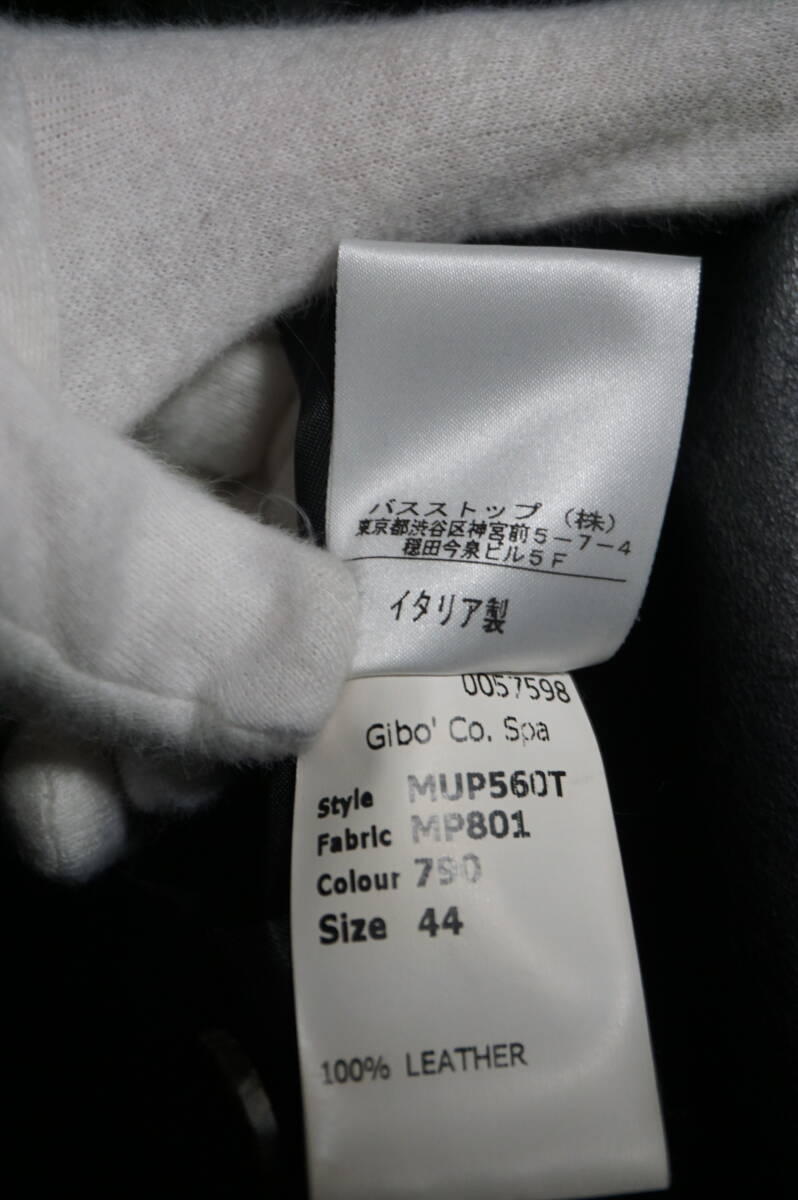 バスストップ (株)
東京都渋谷区神宮前5-7-4
穏田今泉ビル5F
イタリア製
0057598
Gibo' Co. Spa
Style MUP560T
Fabric MP801
Colour 790
Size 44
100% LEATHER